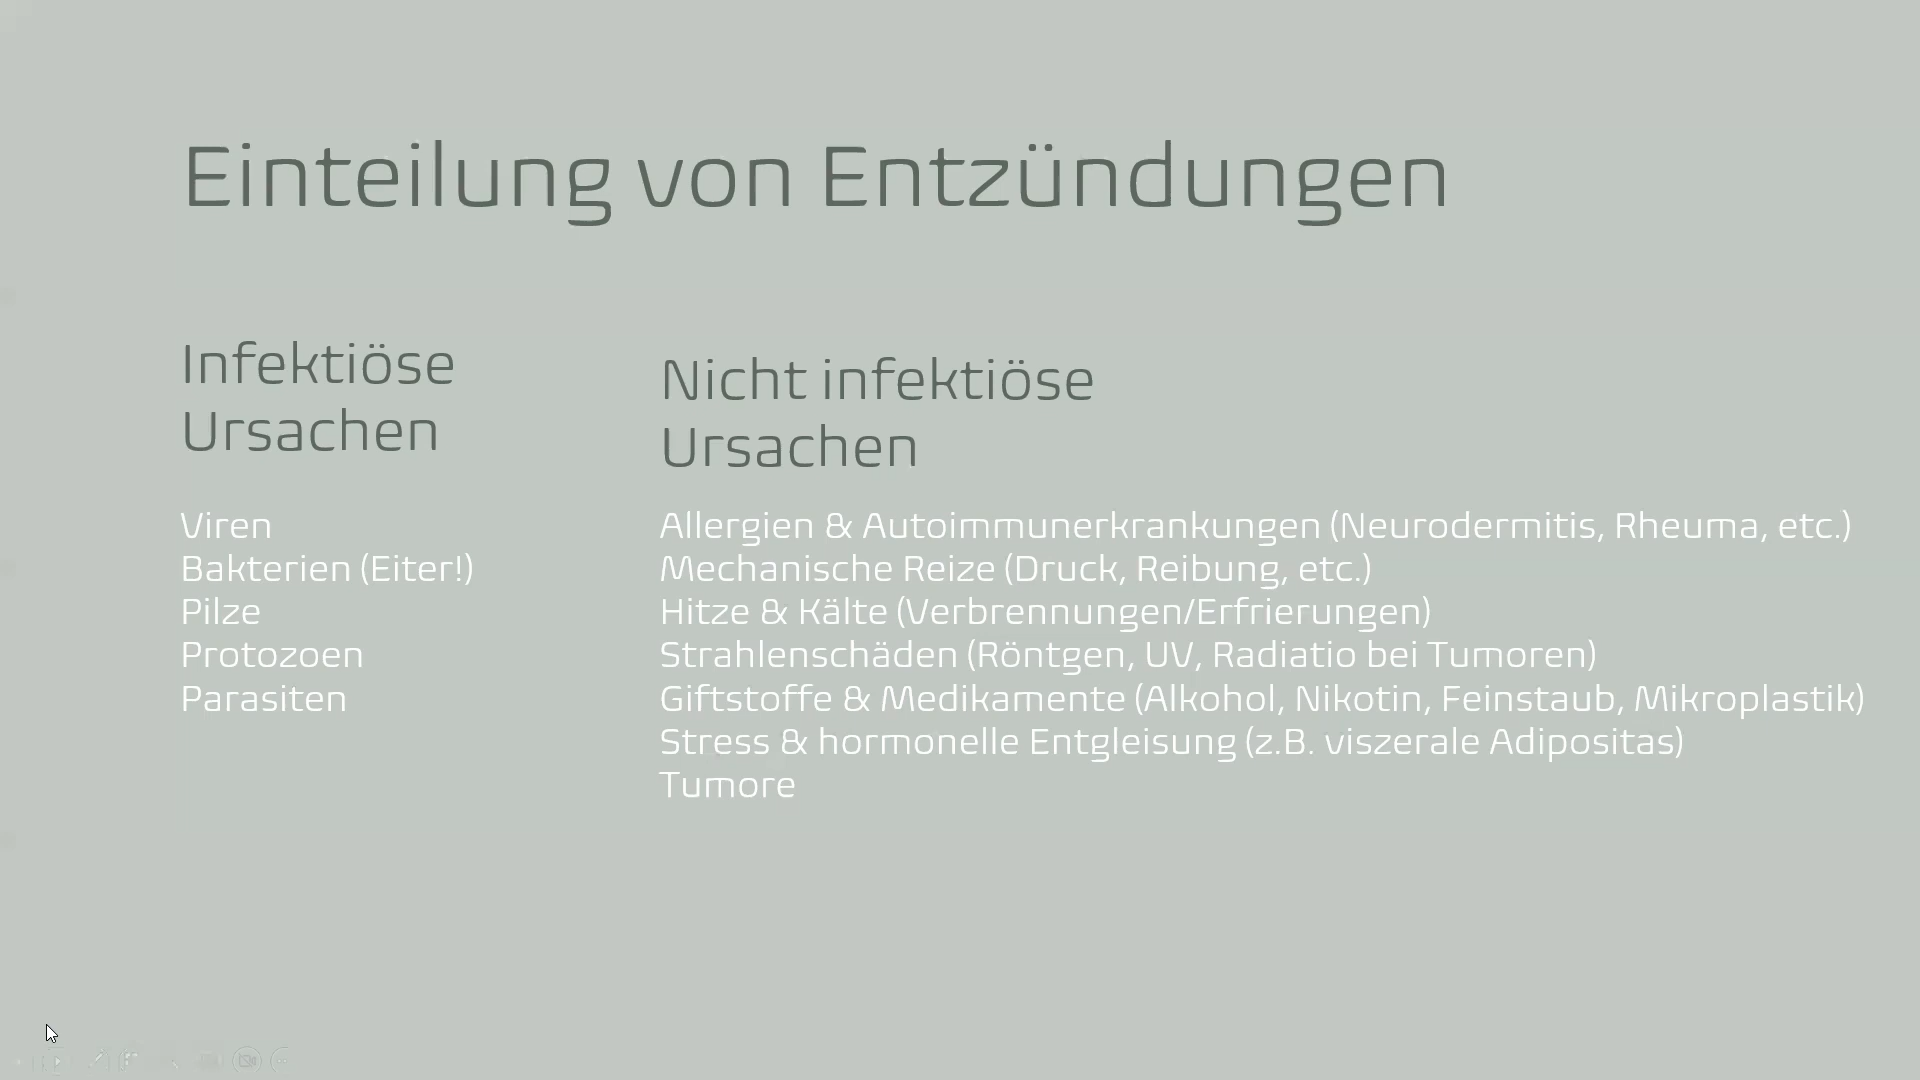 Einteilung von Entzündungen
Infektiöse
Ursachen
Viren
Bakterien (Eiter!)
Pilze
Protozoen
Parasiten
Nicht infektiöse
Ursachen
Allergien & Autoimmunerkrankungen (Neurodermitis, Rheuma, etc.)
Mechanische Reize (Druck, Reibung, etc.)
Hitze & Kälte (Verbrennungen/Erfrierungen)
Strahlenschäden (Röntgen, UV, Radiatio bei Tumoren)
Giftstoffe & Medikamente (Alkohol, Nikotin, Feinstaub, Mikroplastik)
Stress & hormonelle Entgleisung (z.B. viszerale Adipositas)
Tumore